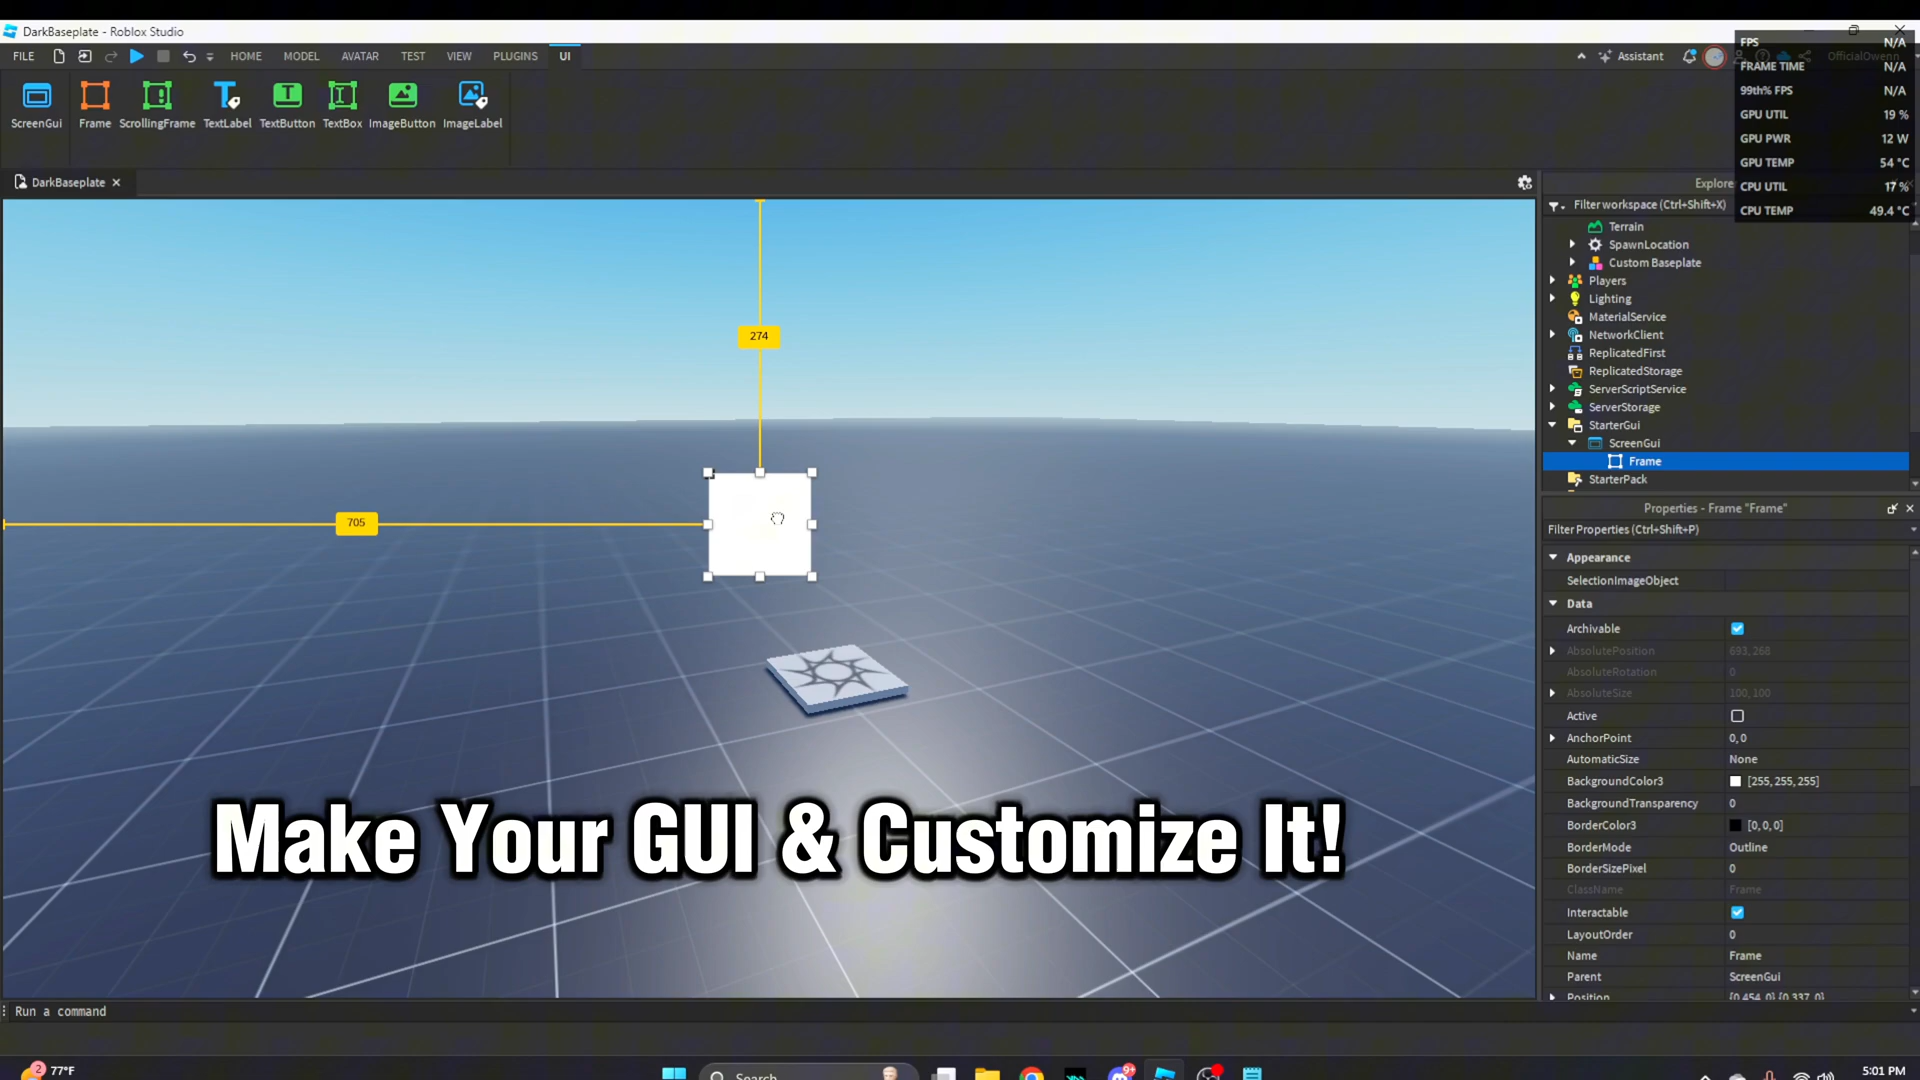 DarkBaseplate - Roblox Studio
FILE HOME MODEL AVATAR TEST VIEW PLUGINS UI Assistant OfficialOwenn
ScreenGui Frame ScrollingFrame TextLabel TextButton TextBox ImageButton ImageLabel
FPS N/A
FRAME TIME N/A
99th% FPS N/A
GPU UTIL 19 %
GPU PWR 12 W
GPU TEMP 54 °C
CPU UTIL 17 %
CPU TEMP 49.4 °C
DarkBaseplate
274
705
Make Your GUI & Customize It!
Explore
Filter workspace (Ctrl+Shift+X)
Terrain
SpawnLocation
Custom Baseplate
Players
Lighting
MaterialService
NetworkClient
ReplicatedFirst
ReplicatedStorage
ServerScriptService
ServerStorage
StarterGui
ScreenGui
Frame
StarterPack
Properties - Frame "Frame"
Filter Properties (Ctrl+Shift+P)
Appearance
SelectionImageObject
Data
Archivable
AbsolutePosition 693, 268
AbsoluteRotation 0
AbsoluteSize 100, 100
Active
AnchorPoint 0, 0
AutomaticSize None
BackgroundColor3 [255, 255, 255]
BackgroundTransparency 0
BorderColor3 [0, 0, 0]
BorderMode Outline
BorderSizePixel 0
ClassName Frame
Interactable
LayoutOrder 0
Name Frame
Parent ScreenGui
Position {0.454, 0} {0.337, 0}
Run a command
2 77°F
Search
9+
5:01 PM